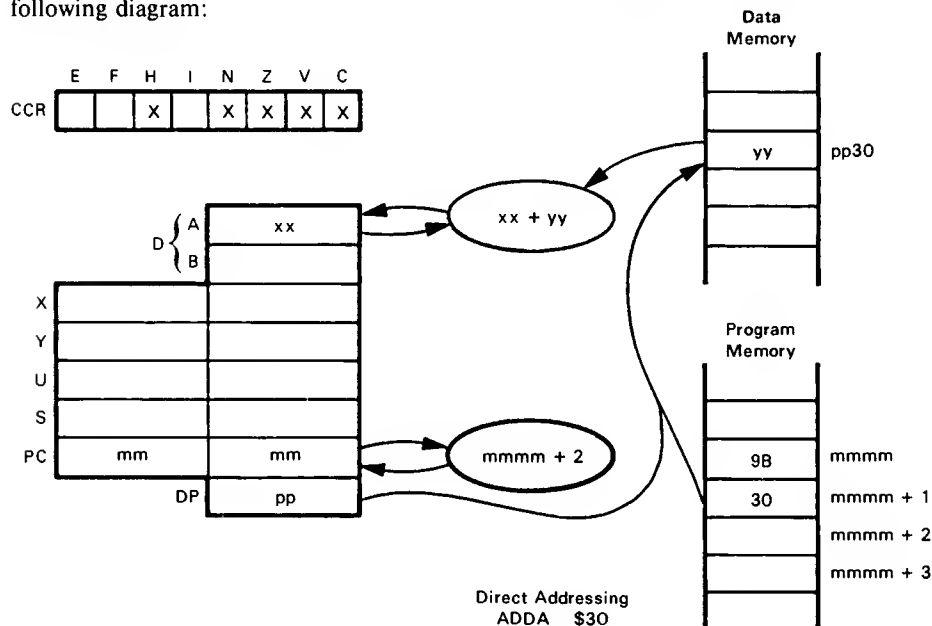 following diagram:
Data
Memory
E F H I N Z V C
CCR X X X X X
yy pp30
xx + yy
D { A xx
B
X
Y
Program
Memory
U
S
PC mm mm
mmmm + 2
9B mmmm
DP pp
30 mmmm + 1
mmmm + 2
mmmm + 3
Direct Addressing
ADDA $30